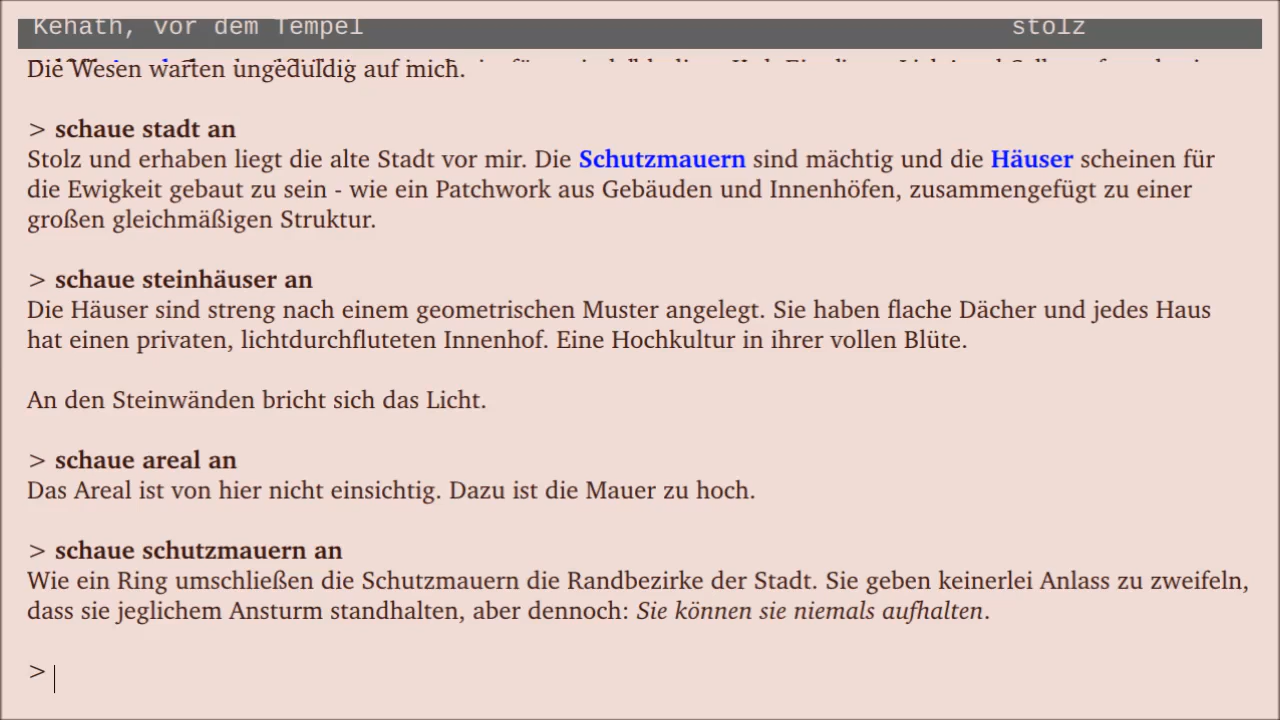 Kehath, vor dem Tempel stolz
Die Wesen warten ungeduldig auf mich.
> schaue stadt an
Stolz und erhaben liegt die alte Stadt vor mir. Die Schutzmauern sind mächtig und die Häuser scheinen für
die Ewigkeit gebaut zu sein - wie ein Patchwork aus Gebäuden und Innenhöfen, zusammengefügt zu einer
großen gleichmäßigen Struktur.
> schaue steinhäuser an
Die Häuser sind streng nach einem geometrischen Muster angelegt. Sie haben flache Dächer und jedes Haus
hat einen privaten, lichtdurchfluteten Innenhof. Eine Hochkultur in ihrer vollen Blüte.
An den Steinwänden bricht sich das Licht.
> schaue areal an
Das Areal ist von hier nicht einsichtig. Dazu ist die Mauer zu hoch.
> schaue schutzmauern an
Wie ein Ring umschließen die Schutzmauern die Randbezirke der Stadt. Sie geben keinerlei Anlass zu zweifeln,
dass sie jeglichem Ansturm standhalten, aber dennoch: Sie können sie niemals aufhalten.
>